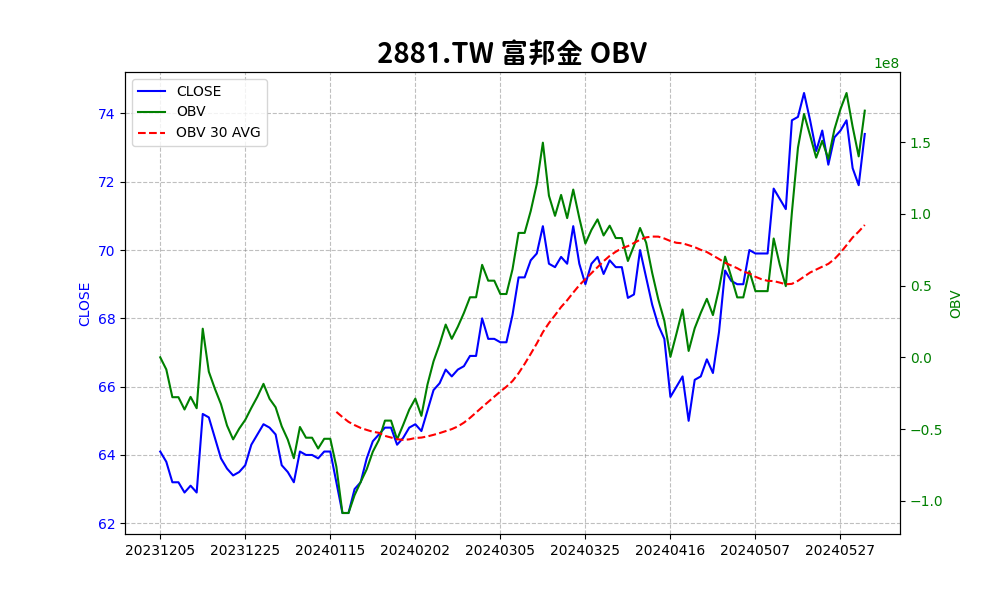 2881.TW 富邦金 OBV
1e8
CLOSE
OBV
OBV 30 AVG
74
72
70
68
66
64
62
CLOSE
1.5
1.0
0.5
0.0
−0.5
−1.0
OBV
20231205 20231225 20240115 20240202 20240305 20240325 20240416 20240507 20240527